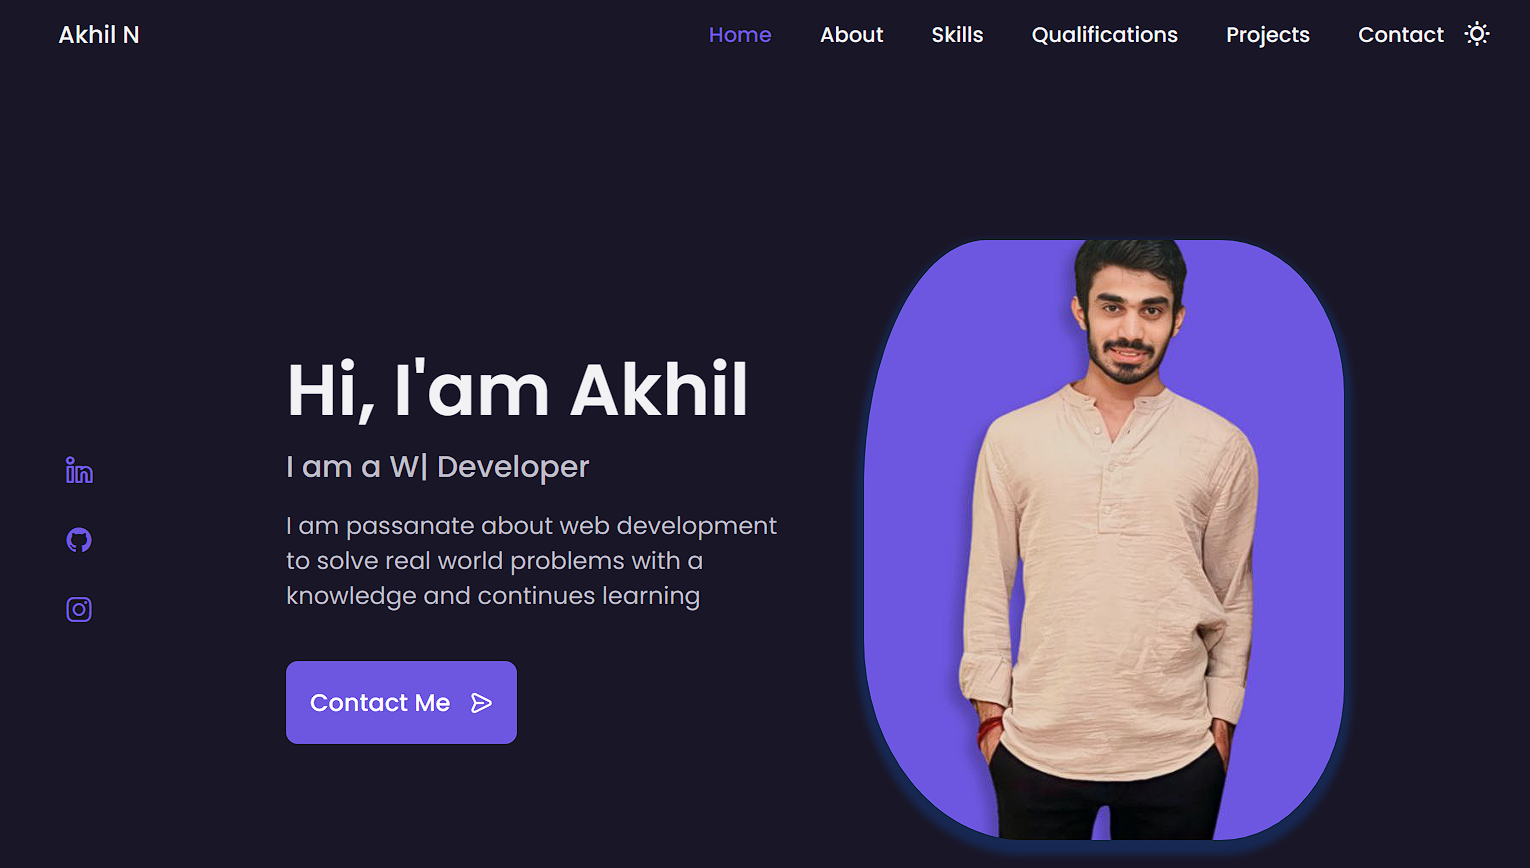 Akhil N
Home About Skills Qualifications Projects Contact
Hi, I'am Akhil
I am a W| Developer
I am passanate about web development
to solve real world problems with a
knowledge and continues learning
Contact Me